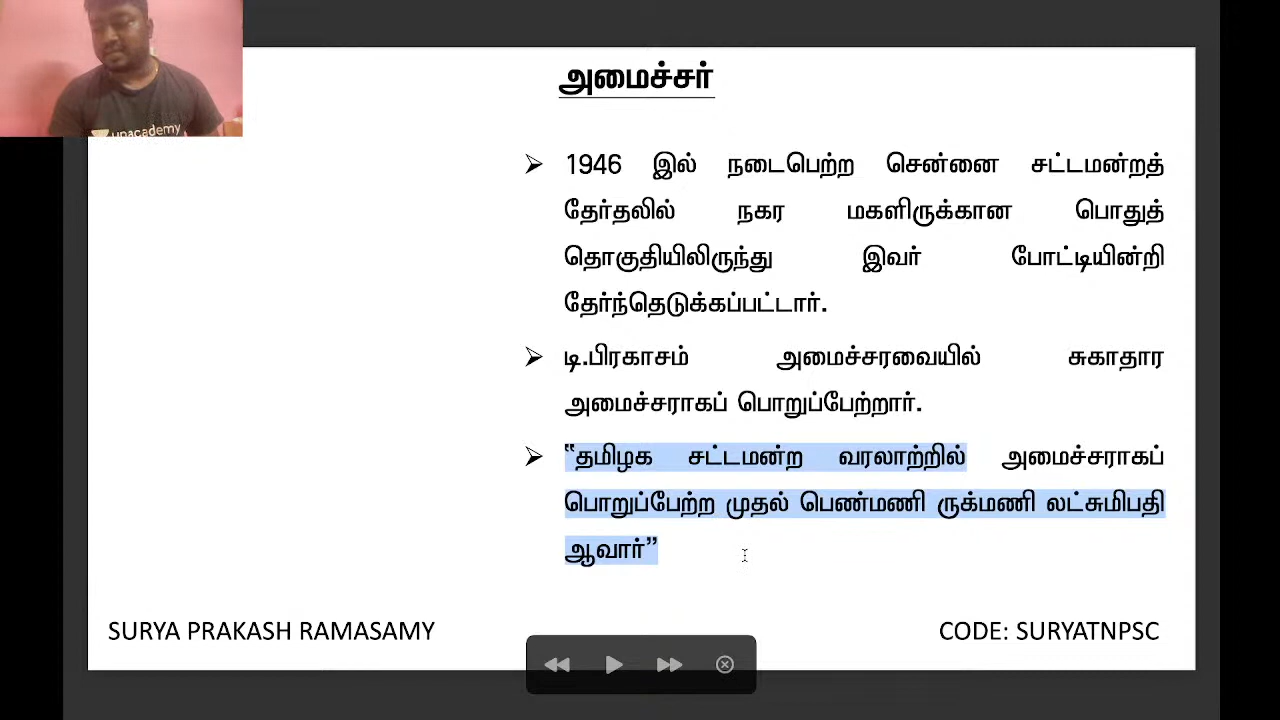 அமைச்சர்
unacademy
➢ 1946 இல் நடைபெற்ற சென்னை சட்டமன்றத்
தேர்தலில் நகர மகளிருக்கான பொதுத்
தொகுதியிலிருந்து இவர் போட்டியின்றி
தேர்ந்தெடுக்கப்பட்டார்.
➢ டி.பிரகாசம் அமைச்சரவையில் சுகாதார
அமைச்சராகப் பொறுப்பேற்றார்.
➢ “தமிழக சட்டமன்ற வரலாற்றில் அமைச்சராகப்
பொறுப்பேற்ற முதல் பெண்மணி ருக்மணி லட்சுமிபதி
ஆவார்”
SURYA PRAKASH RAMASAMY
CODE: SURYATNPSC